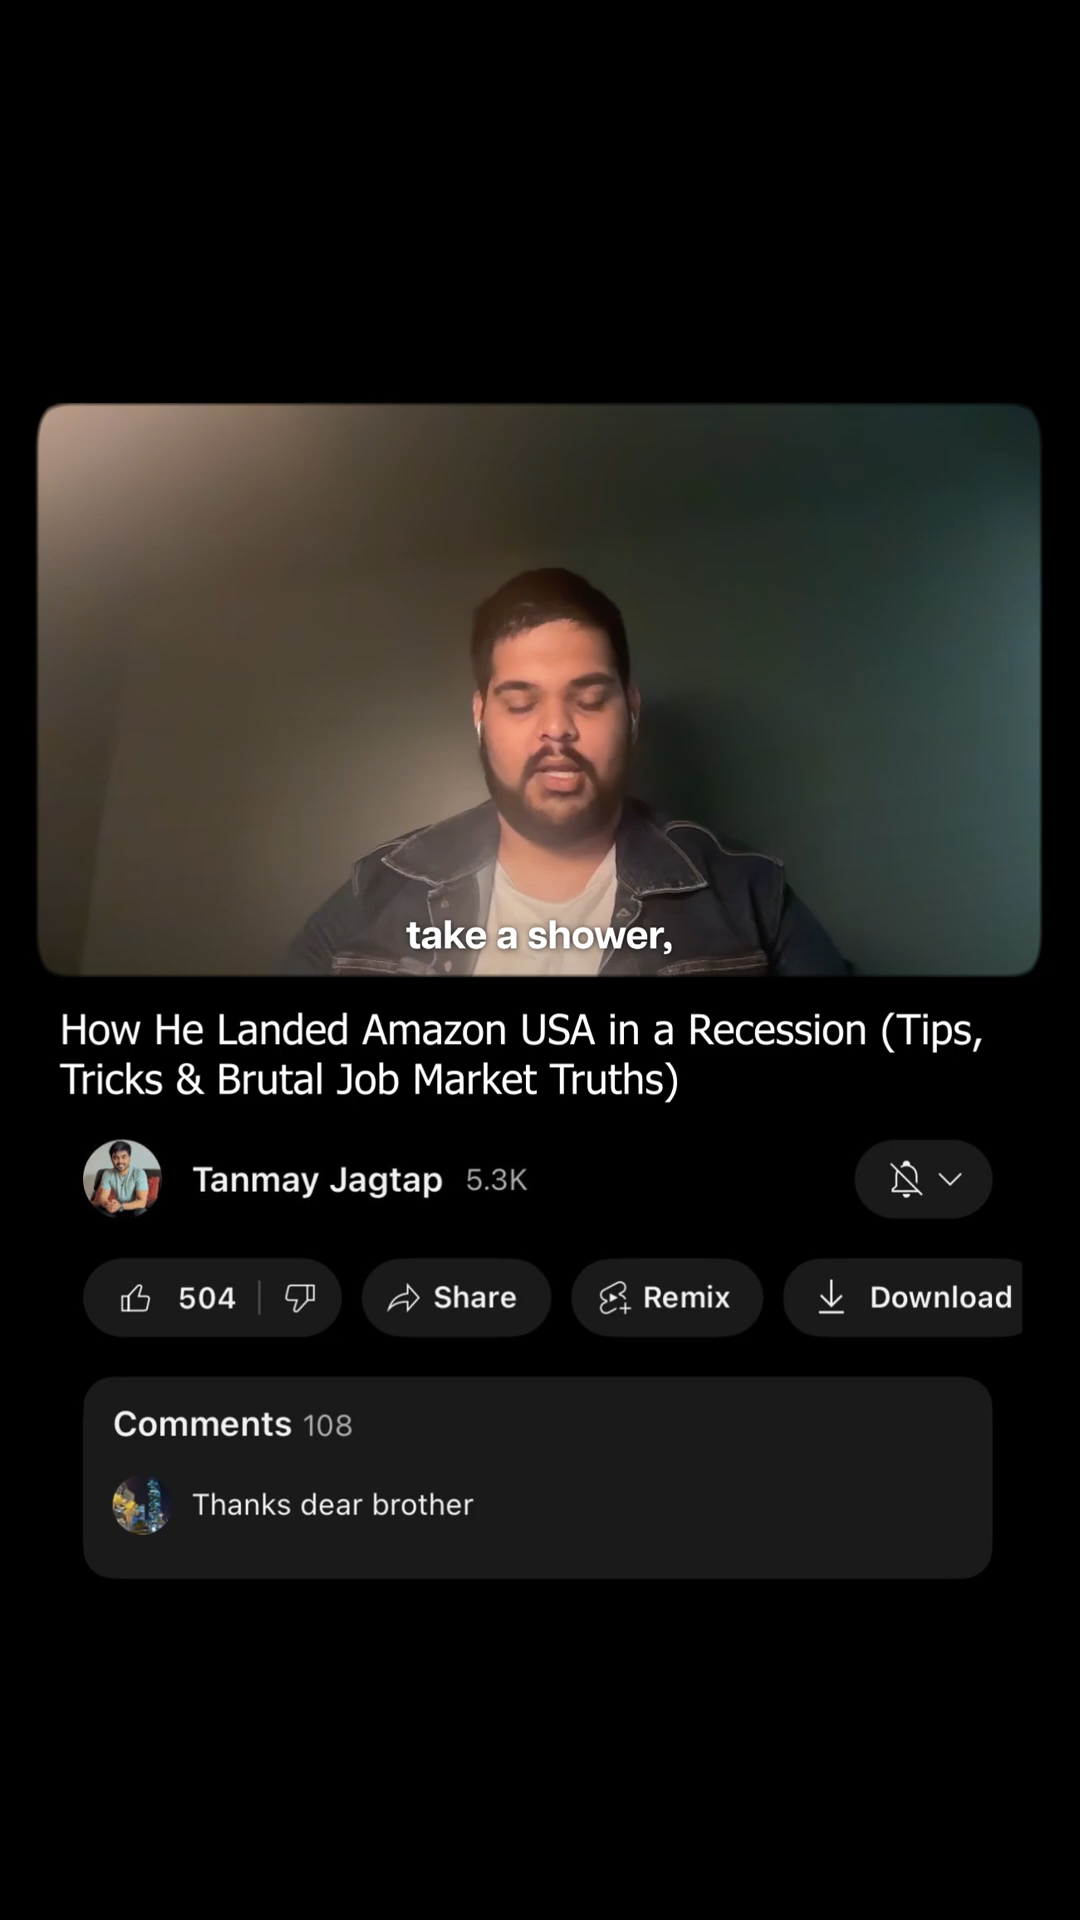 take a shower,
How He Landed Amazon USA in a Recession (Tips,
Tricks & Brutal Job Market Truths)
Tanmay Jagtap 5.3K
504 Share Remix Download
Comments 108
Thanks dear brother